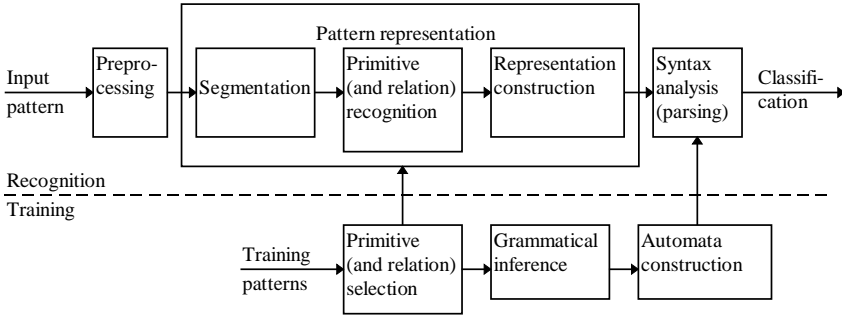 Pattern representation
Input
pattern
Prepro-
cessing
Segmentation
Primitive
(and relation)
recognition
Representation
construction
Syntax
analysis
(parsing)
Classifi-
cation
Recognition
Training
Training
patterns
Primitive
(and relation)
selection
Grammatical
inference
Automata
construction